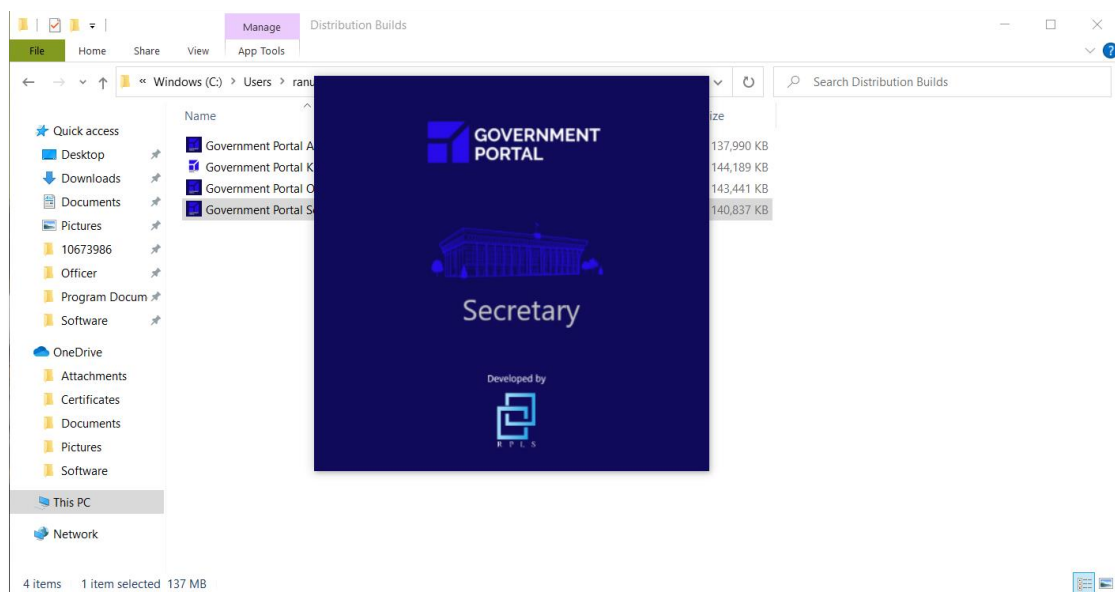 Manage
Distribution Builds
File
Home
Share
View
App Tools
« Windows (C:) > Users > ranu
Search Distribution Builds
Name
ize
Quick access
Desktop
Downloads
Documents
Pictures
10673986
Officer
Program Docum
Software
OneDrive
Attachments
Certificates
Documents
Pictures
Software
This PC
Network
Government Portal A
137,990 KB
Government Portal K
144,189 KB
Government Portal O
143,441 KB
Government Portal Se
140,837 KB
GOVERNMENT
PORTAL
Secretary
Developed by
RPLS
4 items
1 item selected
137 MB